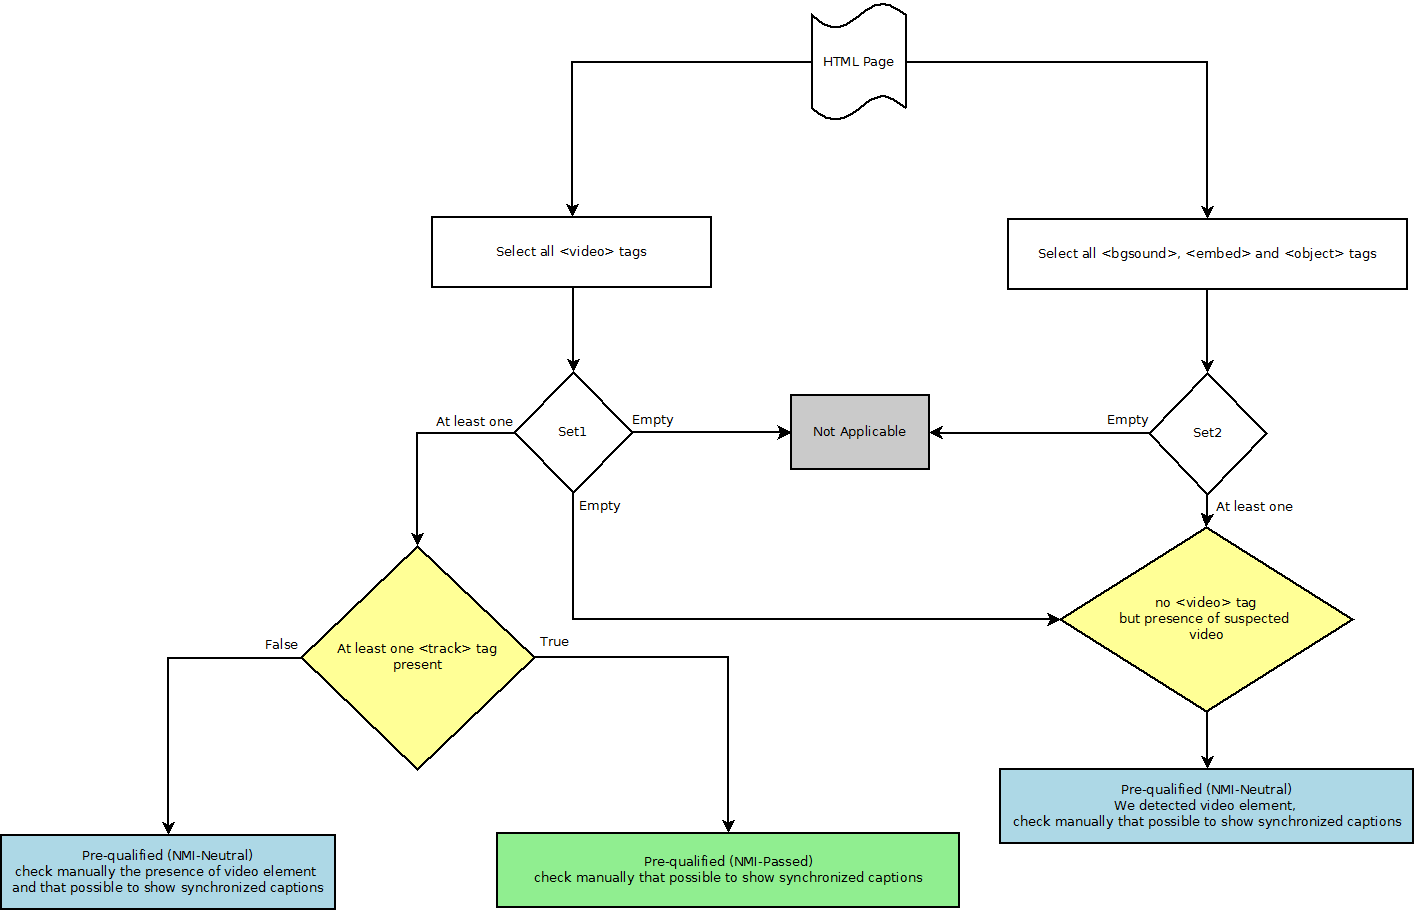 HTML Page
Select all <video> tags
Select all <bgsound>, <embed> and <object> tags
At least one
Set1
Empty
Not Applicable
Empty
Set2
Empty
At least one
no <video> tag
but presence of suspected
video
False
At least one <track> tag
present
True
Pre-qualified (NMI-Neutral)
We detected video element,
check manually that possible to show synchronized captions
Pre-qualified (NMI-Neutral)
check manually the presence of video element
and that possible to show synchronized captions
Pre-qualified (NMI-Passed)
check manually that possible to show synchronized captions